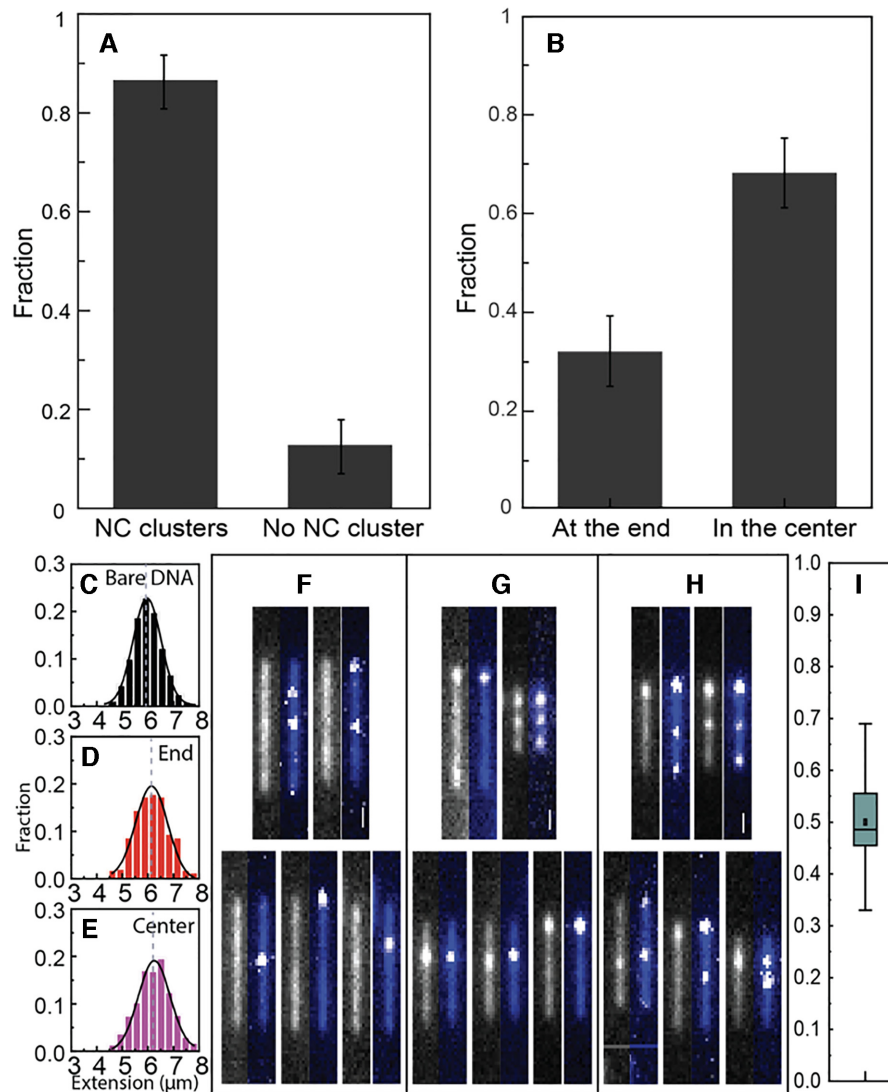 A
1
0.8
0.6
0.4
0.2
0
Fraction
NC clusters
No NC cluster
B
1
0.8
0.6
0.4
0.2
0
Fraction
At the end
In the center
C
Bare DNA
0.3
0.2
0.1
0.0
3 4 5 6 7 8
D
End
0.3
0.2
0.1
0.0
3 4 5 6 7 8
Fraction
E
Center
0.3
0.2
0.1
0.0
3 4 5 6 7 8
Extension (µm)
F
G
H
I
1.0
0.9
0.8
0.7
0.6
0.5
0.4
0.3
0.2
0.1
0.0